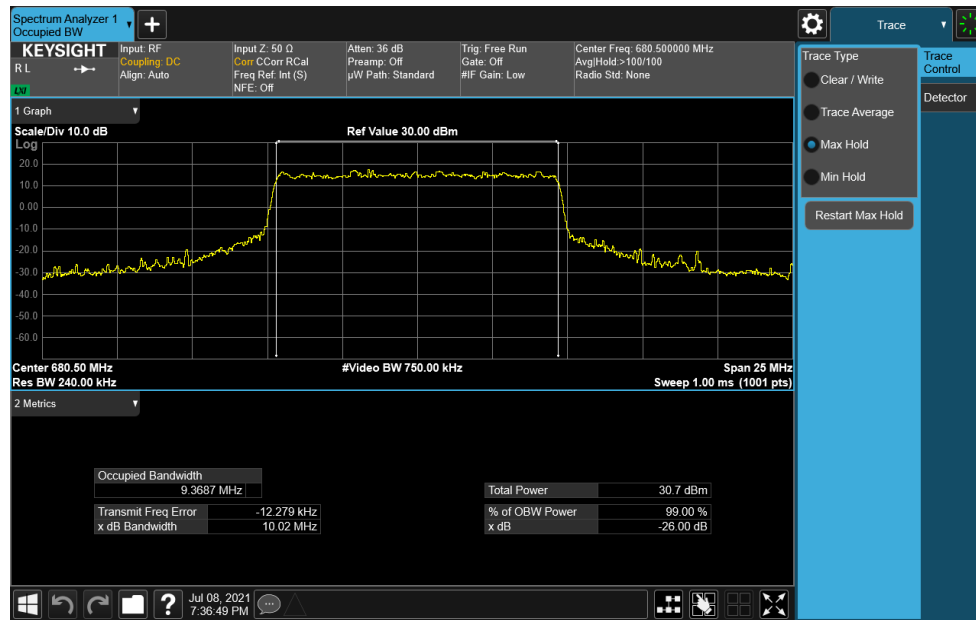 Spectrum Analyzer 1
Occupied BW
Trace
KEYSIGHT
R L
LXI
Input: RF
Coupling: DC
Align: Auto
Input Z: 50 Ω
Corr CCorr RCal
Freq Ref: Int (S)
NFE: Off
Atten: 36 dB
Preamp: Off
µW Path: Standard
Trig: Free Run
Gate: Off
#IF Gain: Low
Center Freq: 680.500000 MHz
Avg|Hold:>100/100
Radio Std: None
Trace Type
Clear / Write
Trace Average
Max Hold
Min Hold
Restart Max Hold
Trace
Control
Detector
1 Graph
Scale/Div 10.0 dB
Ref Value 30.00 dBm
Log
20.0
10.0
0.00
-10.0
-20.0
-30.0
-40.0
-50.0
-60.0
Center 680.50 MHz
#Video BW 750.00 kHz
Span 25 MHz
Res BW 240.00 kHz
Sweep 1.00 ms (1001 pts)
2 Metrics
Occupied Bandwidth
9.3687 MHz
Total Power 30.7 dBm
Transmit Freq Error -12.279 kHz
% of OBW Power 99.00 %
x dB Bandwidth 10.02 MHz
x dB -26.00 dB
?
Jul 08, 2021
7:36:49 PM